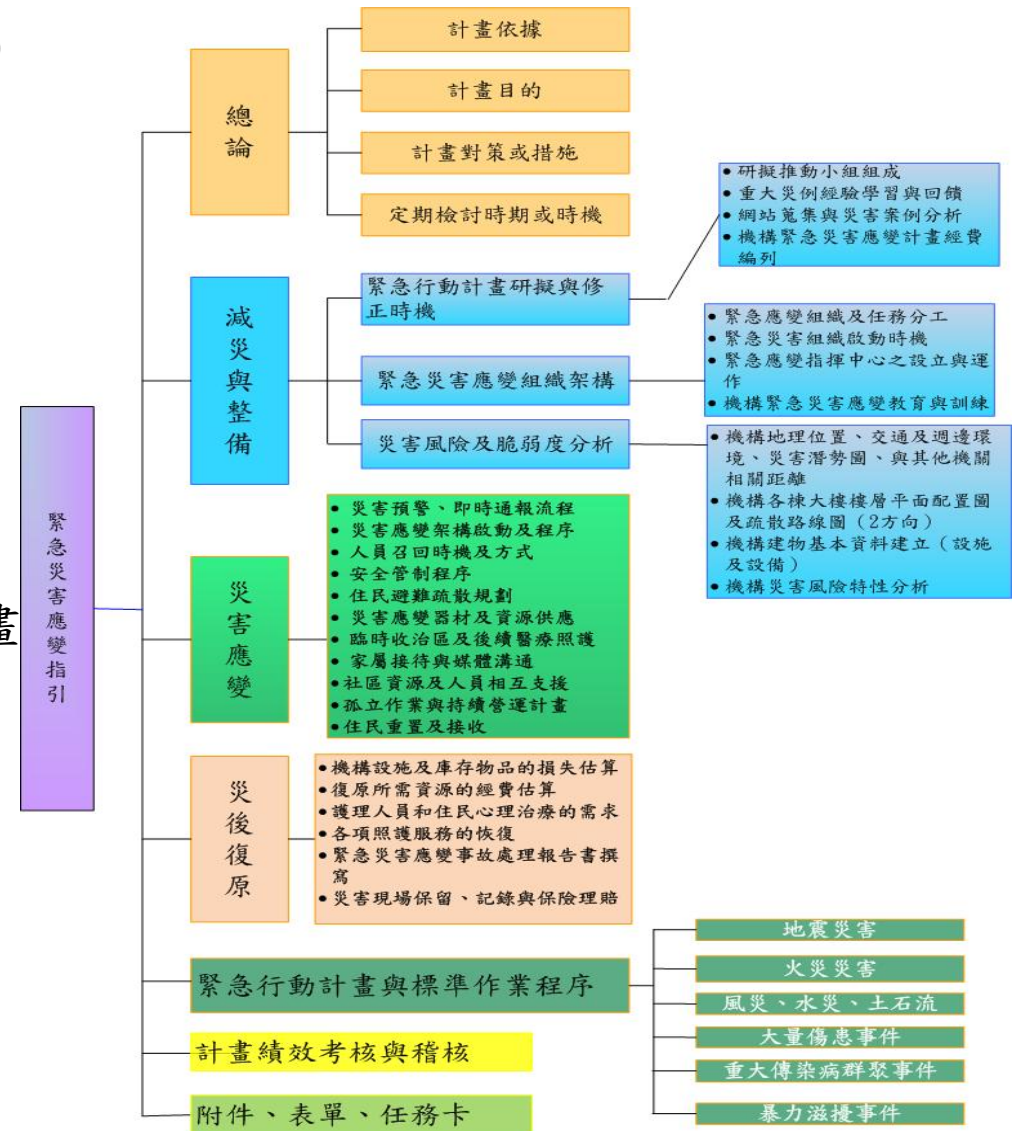 緊急災害應變指引
畫
總論
計畫依據
計畫目的
計畫對策或措施
定期檢討時期或時機
減災與整備
緊急行動計畫研擬與修
正時機
•研擬推動小組組成
•重大災例經驗學習與回饋
•網站蒐集與災害案例分析
•機構緊急災害應變計畫經費
編列
緊急災害應變組織架構
•緊急應變組織及任務分工
•緊急災害組織啟動時機
•緊急應變指揮中心之設立與運
作
•機構緊急災害應變教育與訓練
災害風險及脆弱度分析
•機構地理位置、交通及週邊環
境、災害潛勢圖、與其他機關
相關距離
•機構各棟大樓樓層平面配置圖
及疏散路線圖（2方向）
•機構建物基本資料建立（設施
及設備）
•機構災害風險特性分析
災害應變
•災害預警、即時通報流程
•災害應變架構啟動及程序
•人員召回時機及方式
•安全管制程序
•住民避難疏散規劃
•災害應變器材及資源供應
•臨時收治區及後續醫療照護
•家屬接待與媒體溝通
•社區資源及人員相互支援
•孤立作業與持續營運計畫
•住民重置及接收
災後復原
•機構設施及庫存物品的損失估算
•復原所需資源的經費估算
•護理人員和住民心理治療的需求
•各項照護服務的恢復
•緊急災害應變事故處理報告書撰
寫
•災害現場保留、記錄與保險理賠
緊急行動計畫與標準作業程序
地震災害
火災災害
風災、水災、土石流
大量傷患事件
重大傳染病群聚事件
暴力滋擾事件
計畫績效考核與稽核
附件、表單、任務卡